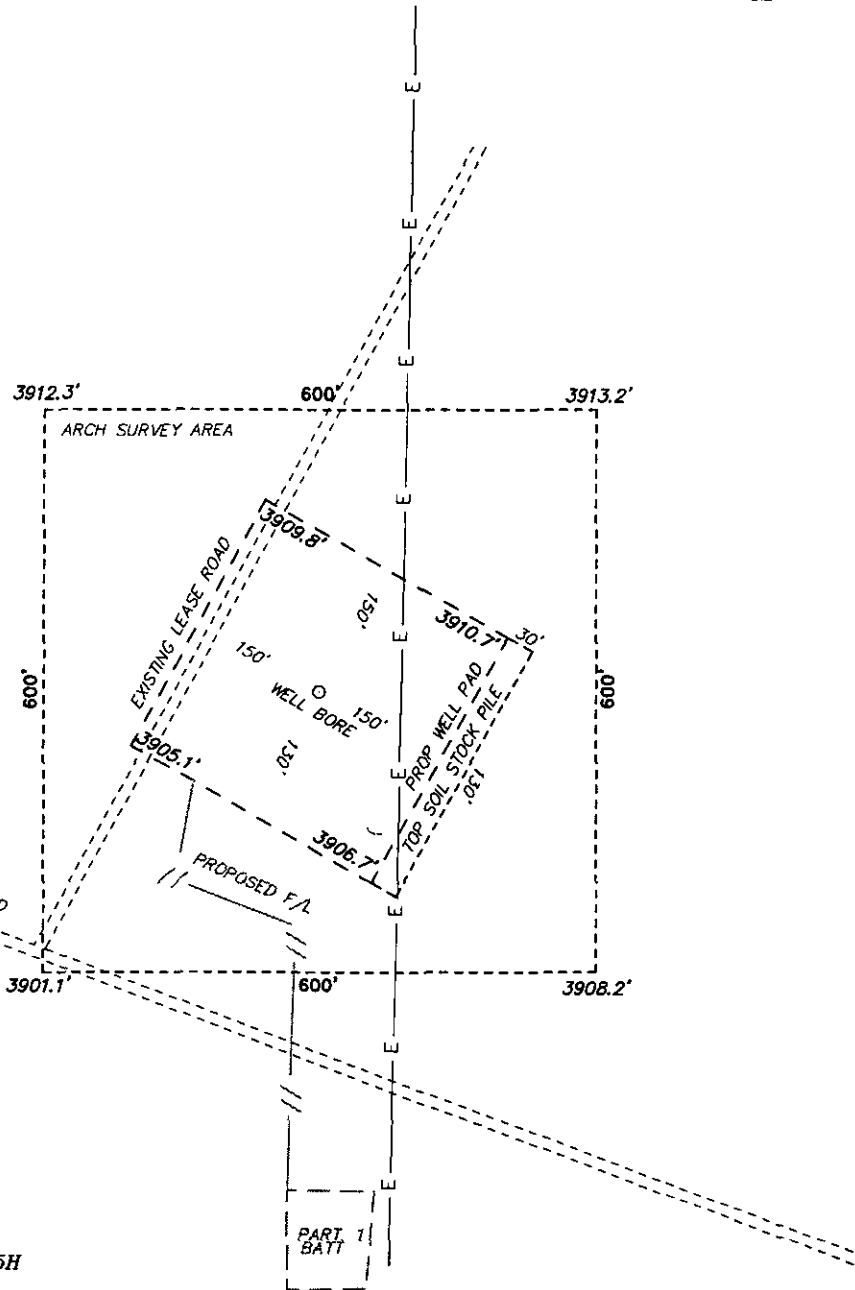 E
E
E
3912.3'
600'
3913.2'
ARCH SURVEY AREA
E
3909.8'
EXISTING LEASE ROAD
150'
E
3910.7'
30'
150'
WELL BORE
150'
600'
600'
PROP WELL PAD
TOP SOIL STOCK PILE
130'
3905.1'
130'
E
3906.7'
PROPOSED F/L
E
D
3901.1'
600'
3908.2'
E
E
PART. 1
BATT
5H